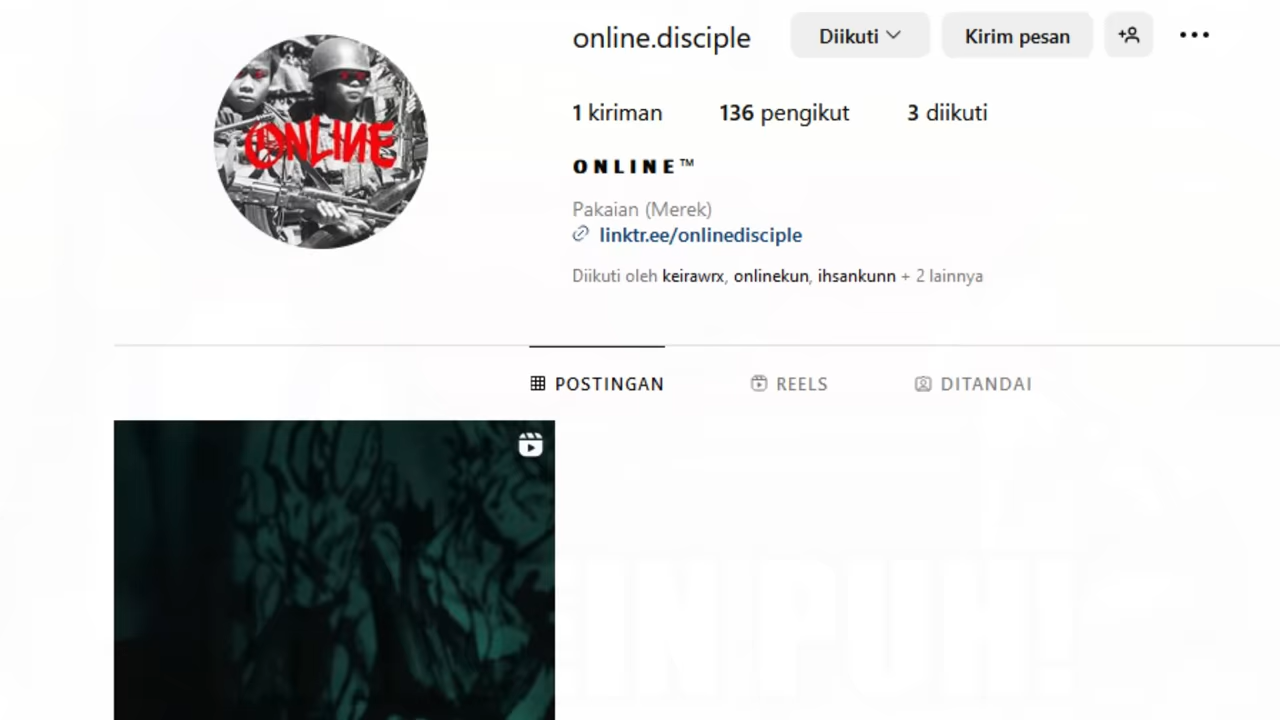 online.disciple
Diikuti
Kirim pesan
1 kiriman 136 pengikut 3 diikuti
ONLINE
ONLINE™
Pakaian (Merek)
linktr.ee/onlinedisciple
Diikuti oleh keirawrx, onlinekun, ihsankunn + 2 lainnya
POSTINGAN REELS DITANDAI